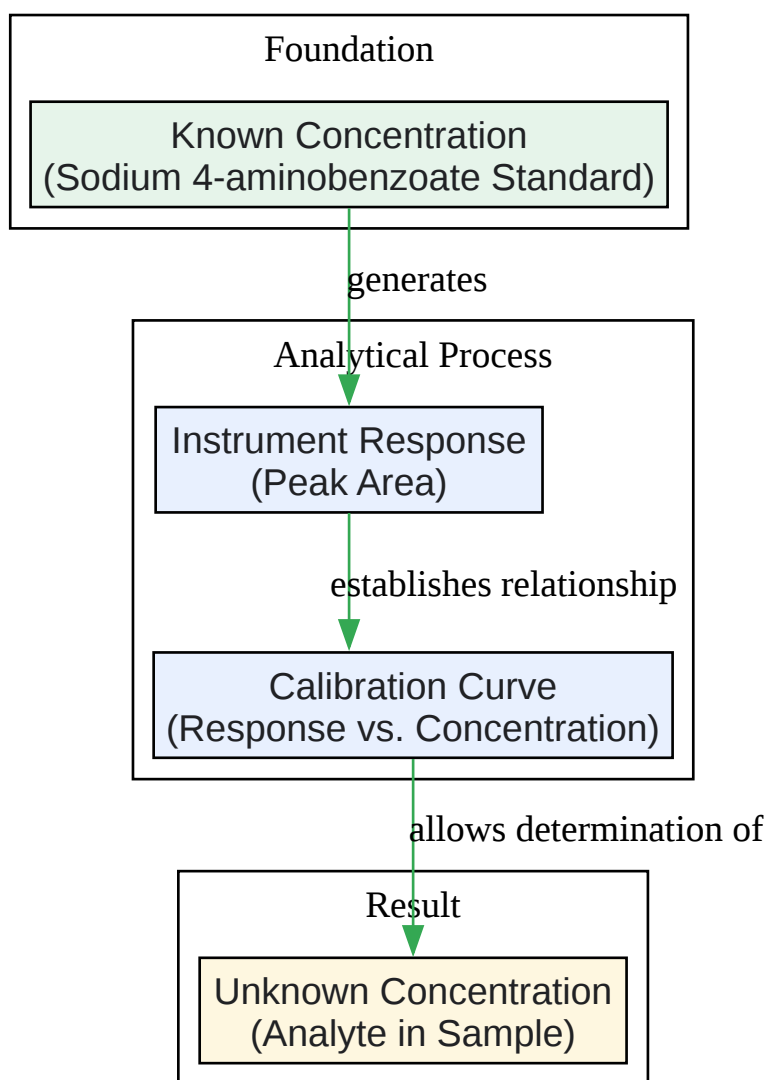 Foundation
Known Concentration
(Sodium 4-aminobenzoate Standard)
generates
Analytical Process
Instrument Response
(Peak Area)
establishes relationship
Calibration Curve
(Response vs. Concentration)
allows determination of
Result
Unknown Concentration
(Analyte in Sample)